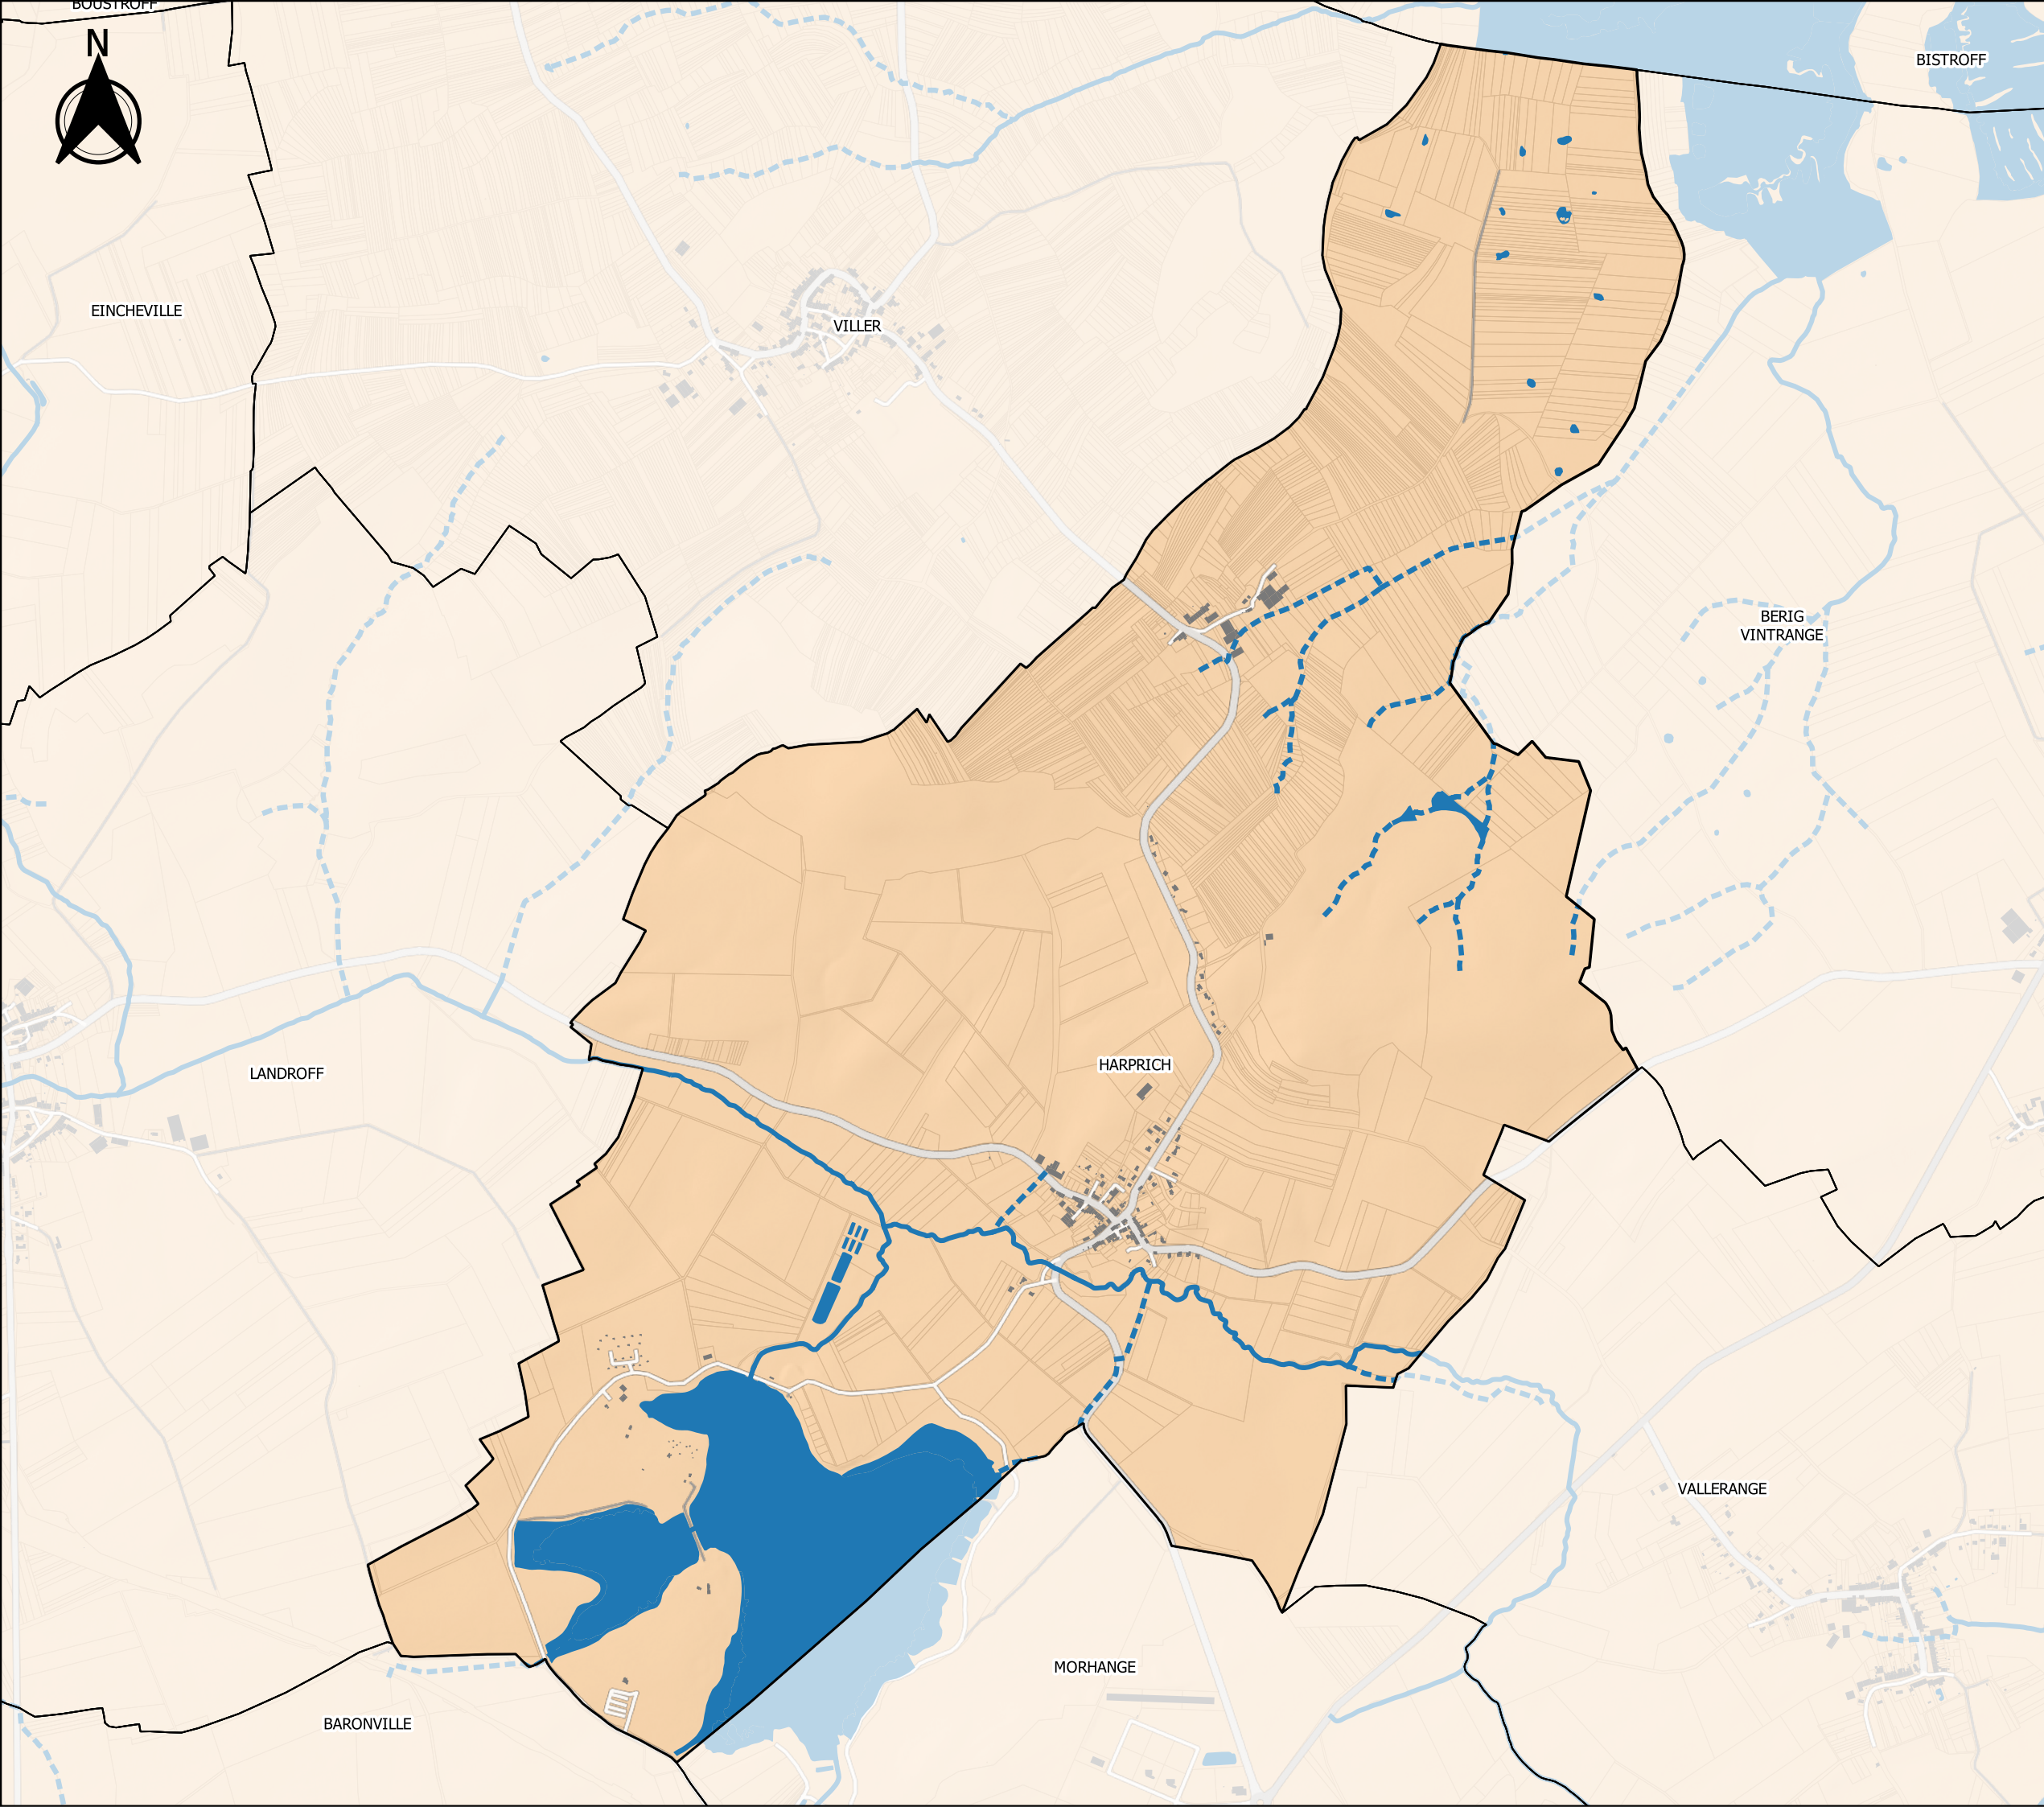 BOUSTROFF
N
BISTROFF
EINCHEVILLE
VILLER
BERIG
VINTRANGE
HARPRICH
LANDROFF
VALLERANGE
MORHANGE
BARONVILLE